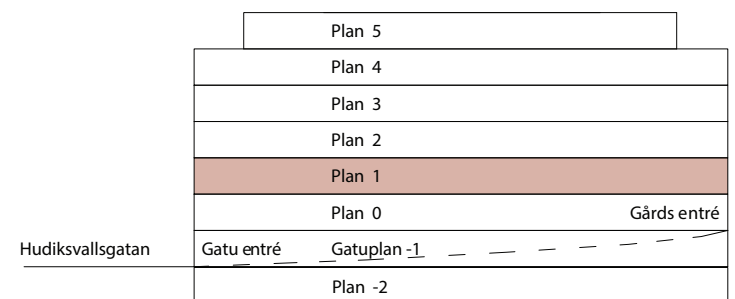 Plan 5
Plan 4
Plan 3
Plan 2
Plan 1
Plan 0 Gårds entré
Hudiksvallsgatan Gatu entré Gatuplan -1
Plan -2